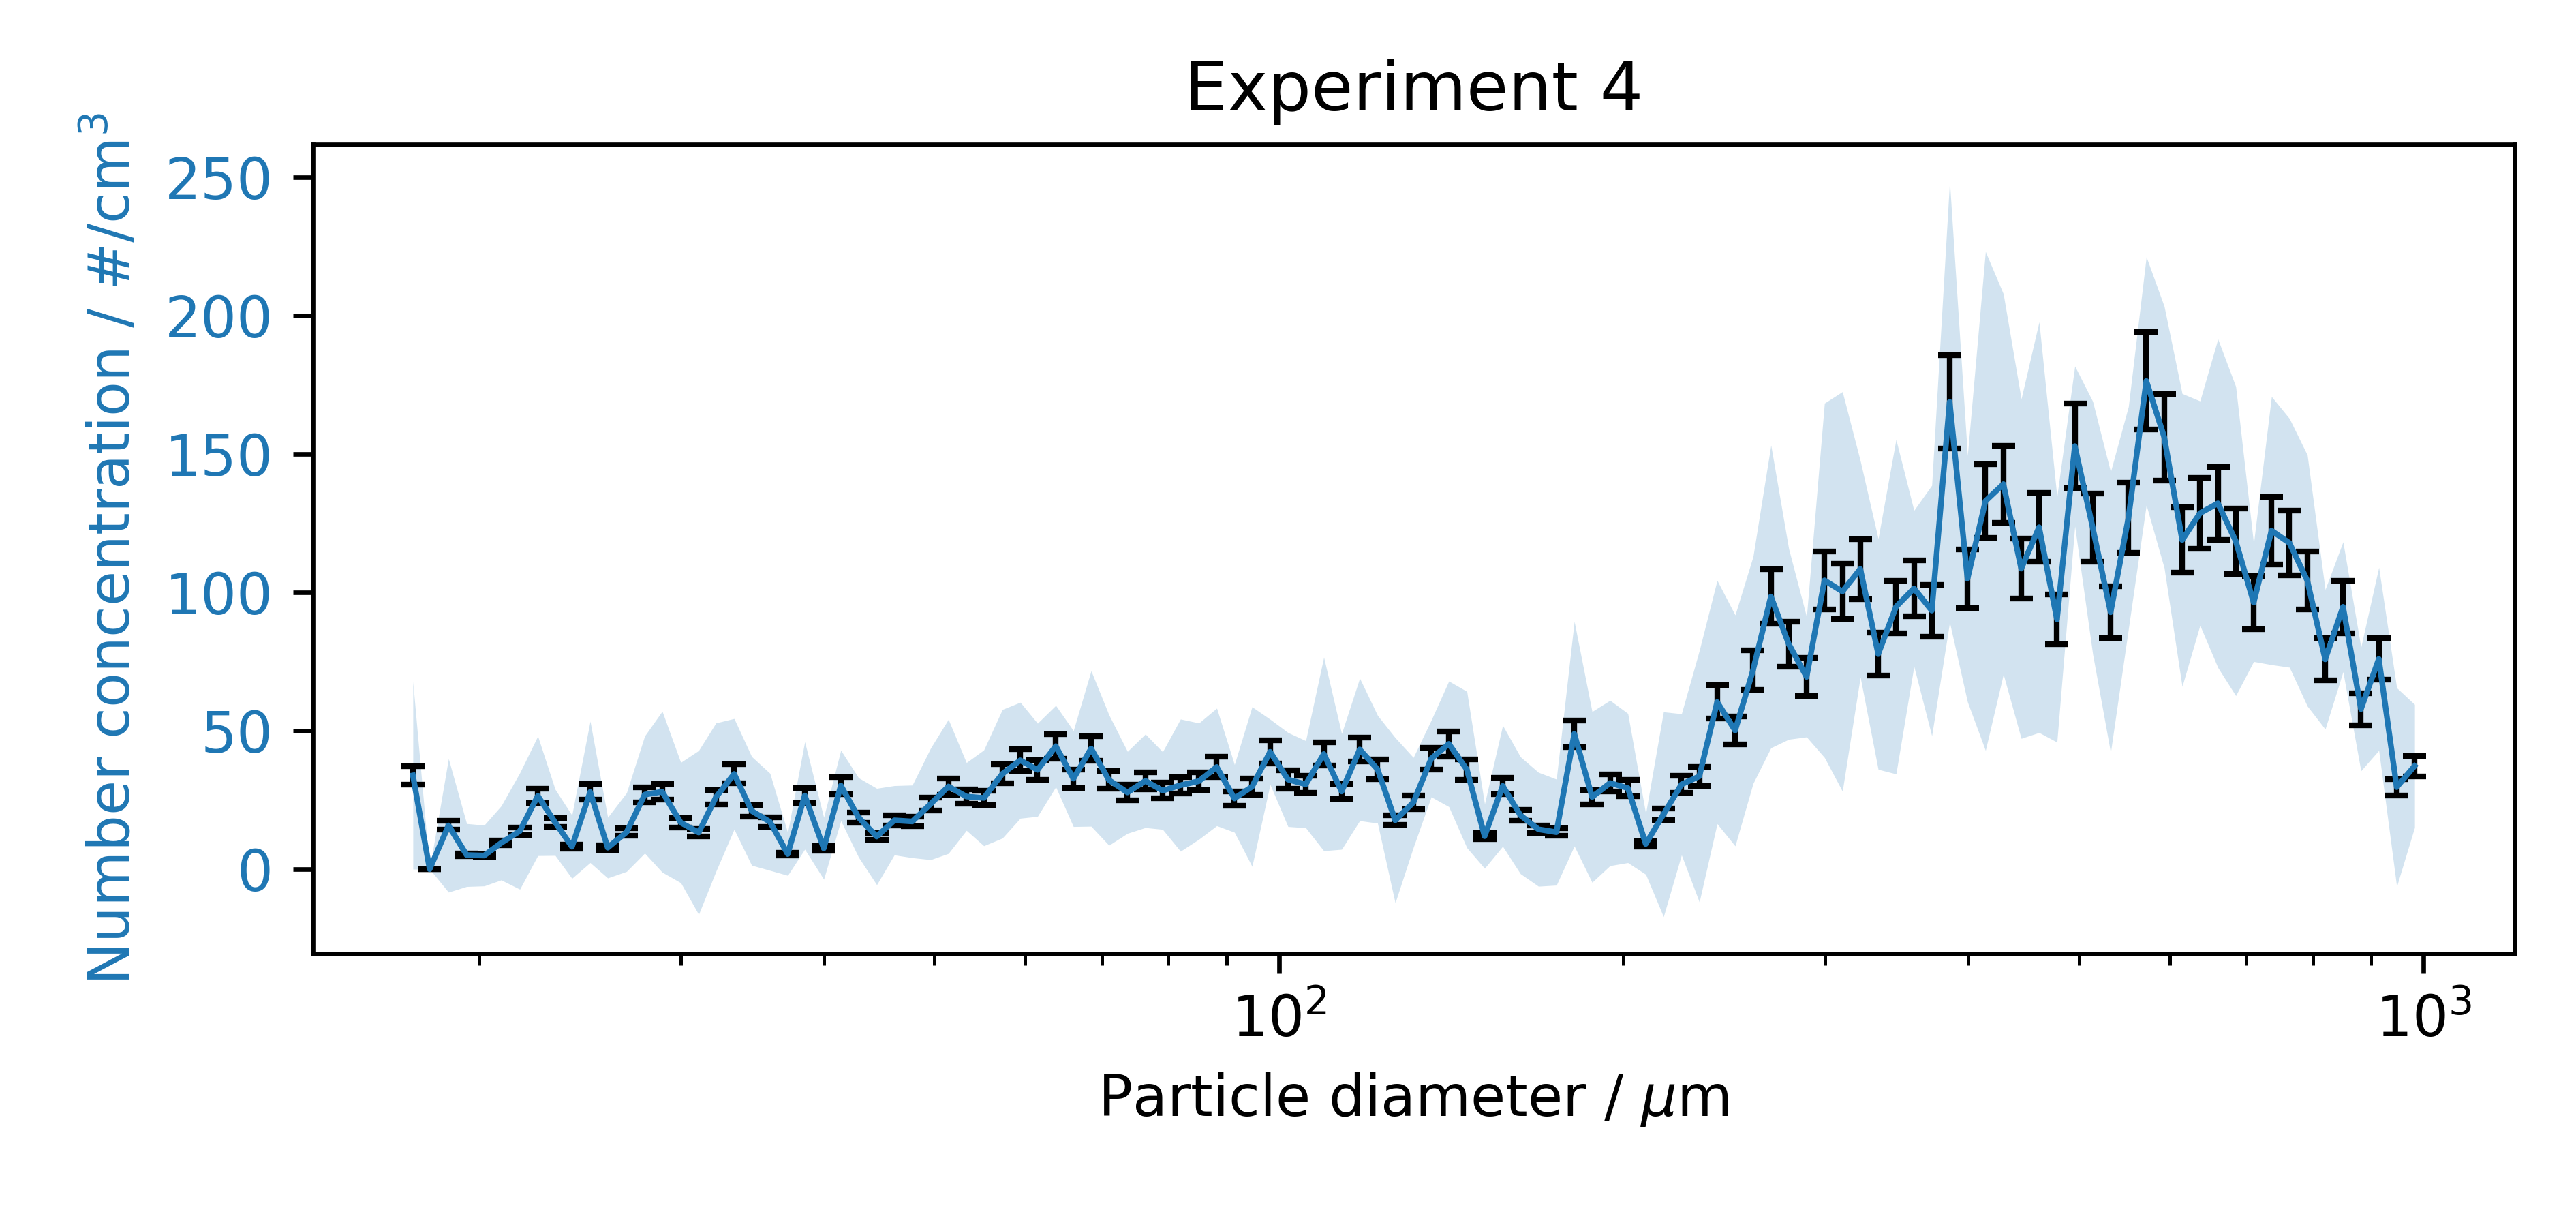 Experiment 4
Number concentration / #/cm³
250
200
150
100
50
0
10²
10³
Particle diameter / μm